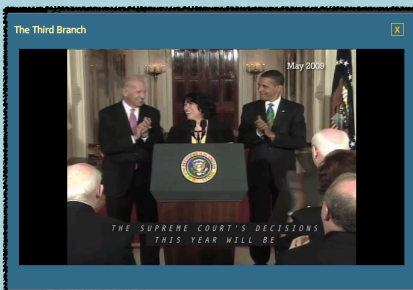 The Third Branch
X
May 2009
THE SUPREME COURT'S DECISIONS
THIS YEAR WILL BE